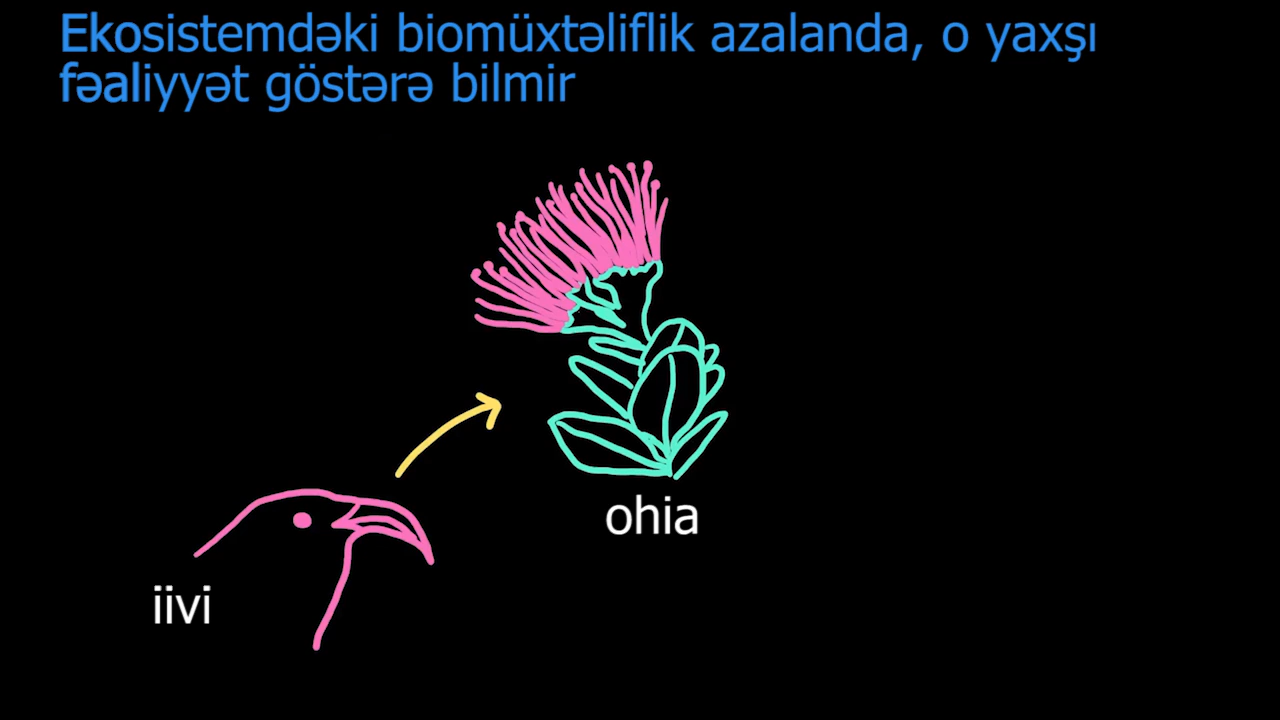 Ekosistemdəki biomüxtəliflik azalanda, o yaxşı
fəaliyyət göstərə bilmir
ohia
iivi